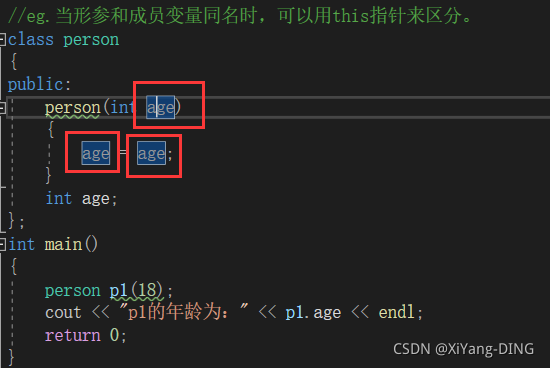 //eg.当形参和成员变量同名时，可以用this指针来区分。
class person
{
public:
person(int age)
{
age = age;
}
int age;
};
int main()
{
person p1(18);
cout << "p1的年龄为：" << p1.age << endl;
return 0;
}
CSDN @XiYang-DING